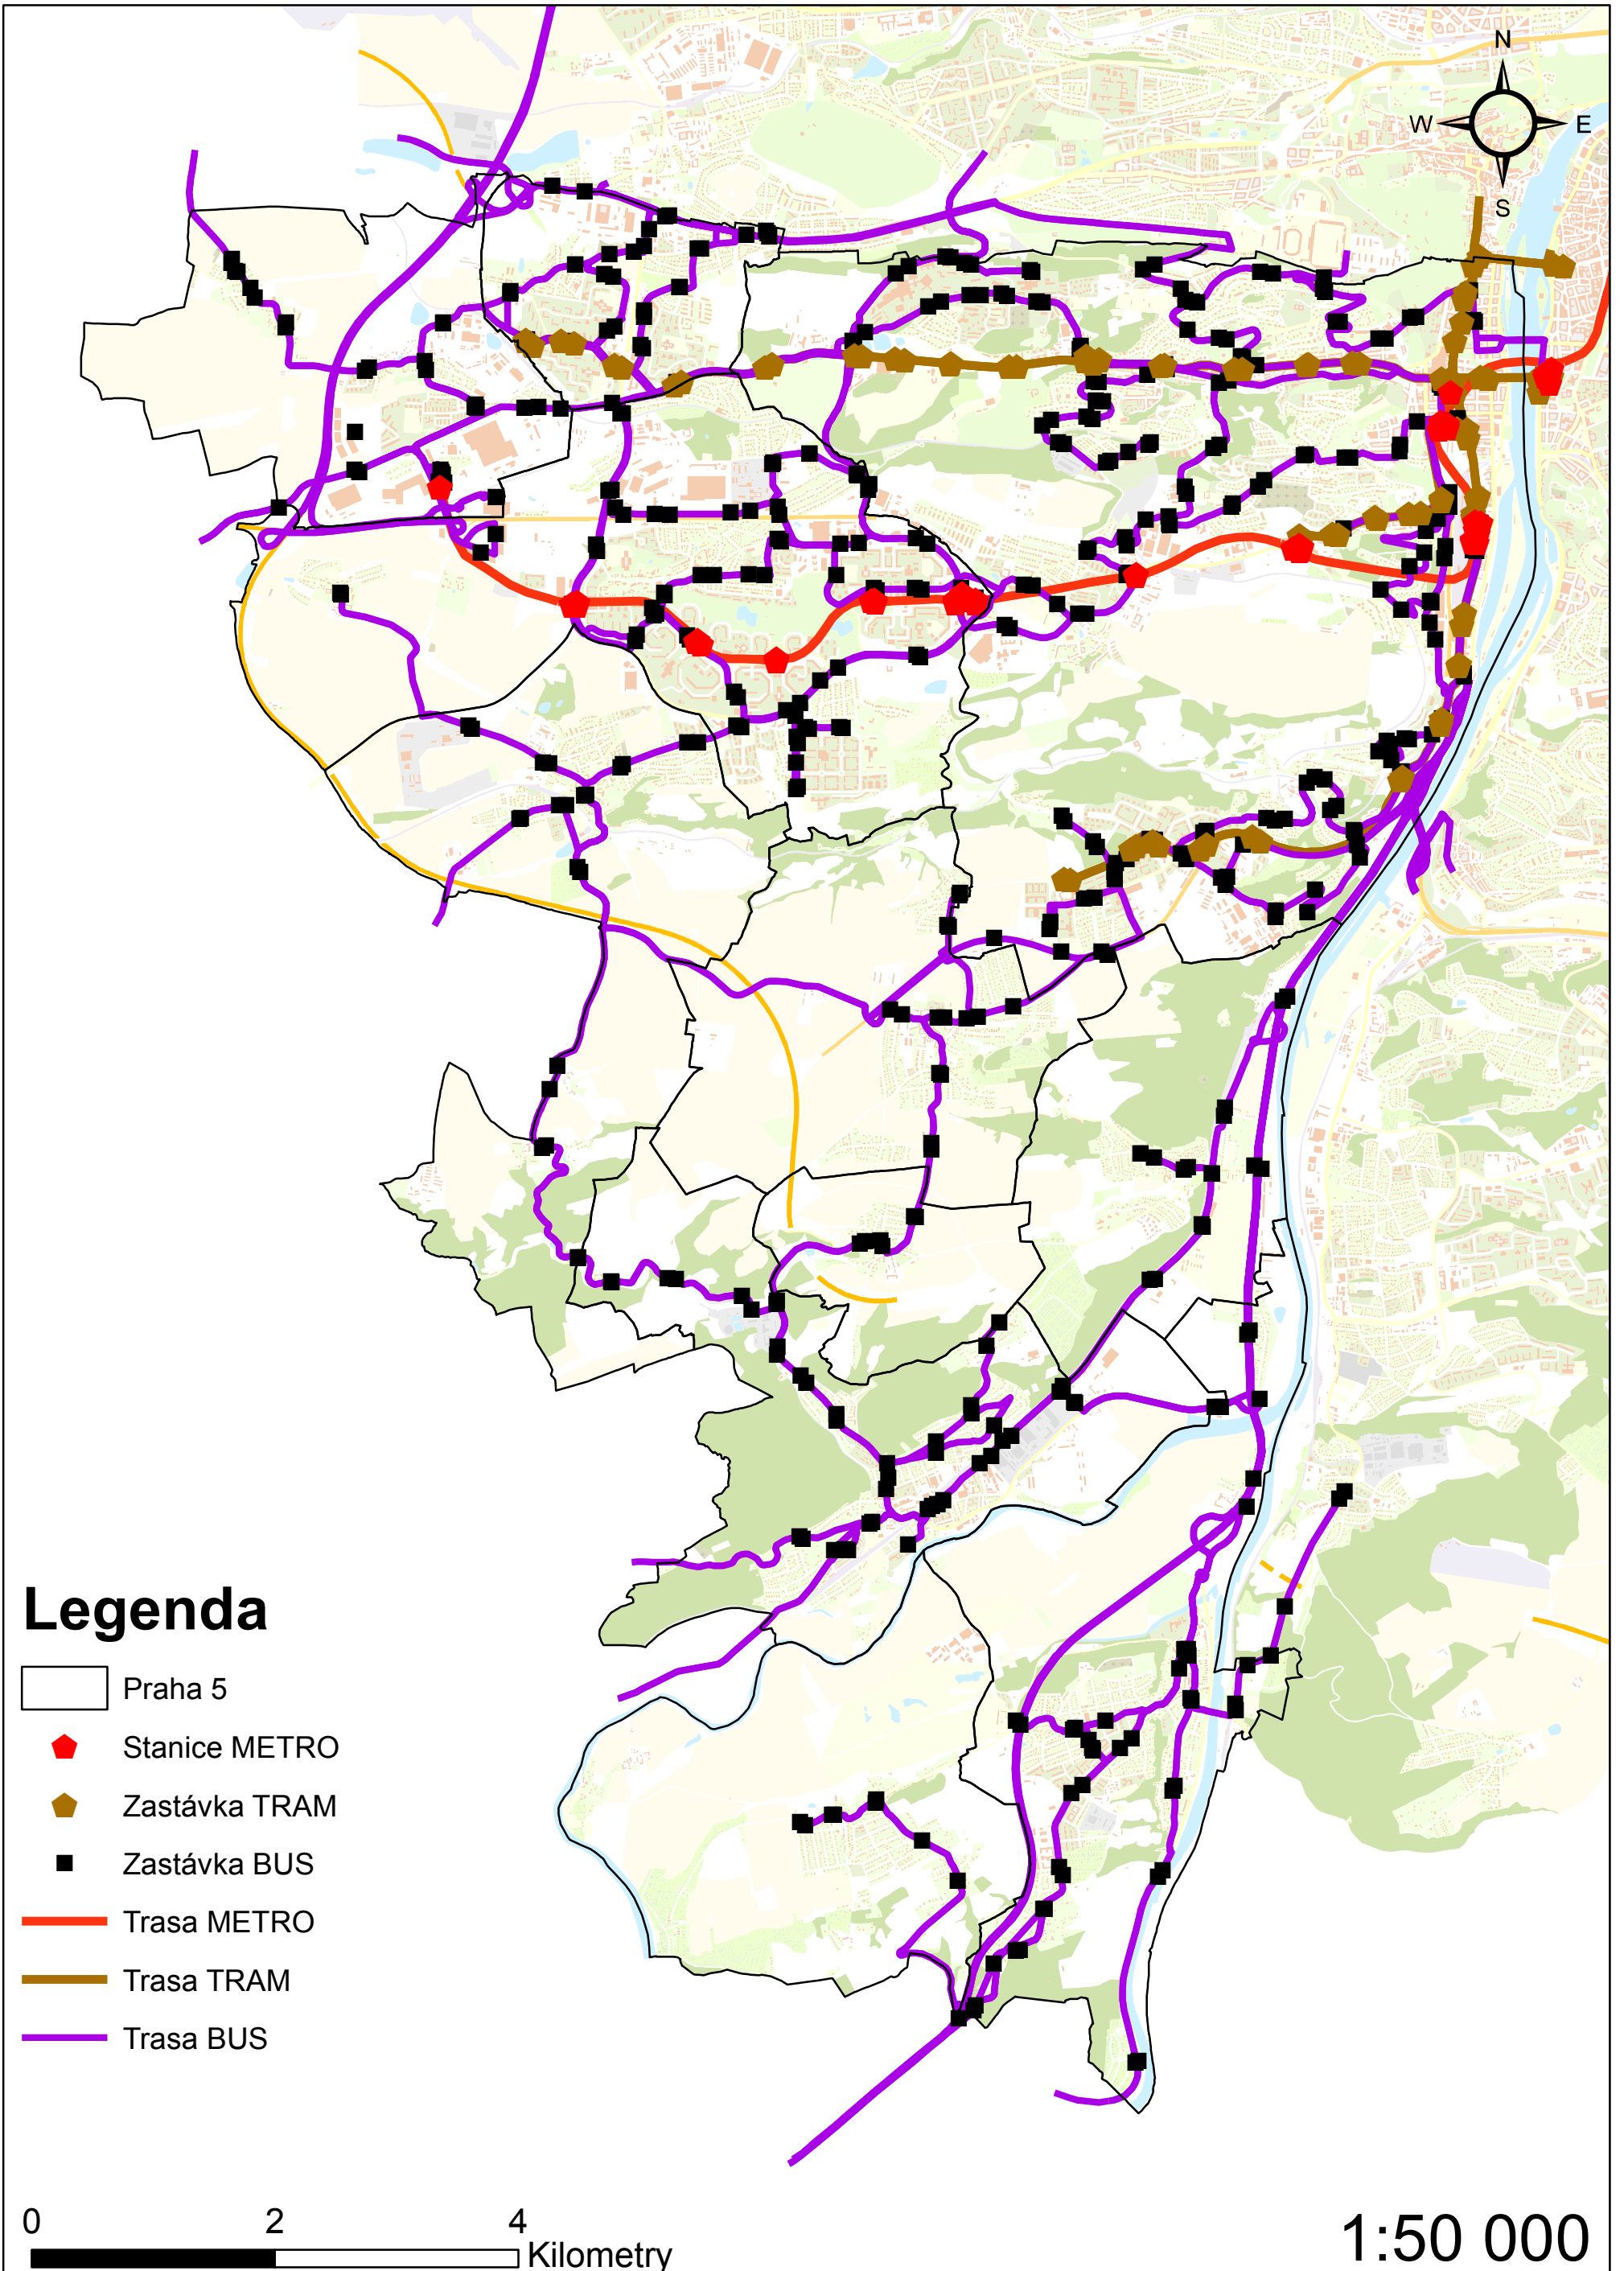 N
W E
S
Legenda
Praha 5
Stanice METRO
Zastávka TRAM
Zastávka BUS
Trasa METRO
Trasa TRAM
Trasa BUS
0 2 4
Kilometry
1:50 000